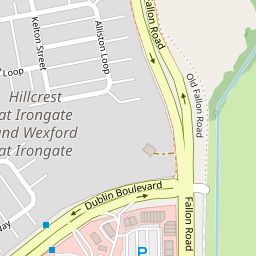 Kelton Street
Alliston Loop
Fallon Road
Loop
Old Fallon Road
Hillcrest
at Irongate
and Wexford
at Irongate
Dublin Boulevard
Fallon Road
P